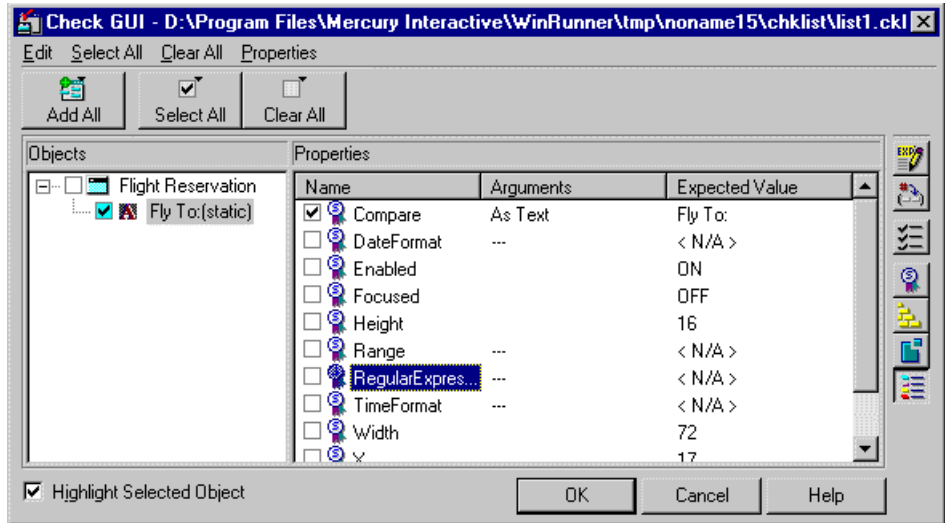 Check GUI - D:\Program Files\Mercury Interactive\WinRunner\tmp\noname15\chklist\list1.ckl
Edit Select All Clear All Properties
Add All Select All Clear All
Objects
Flight Reservation
Fly To:(static)
Properties
Name Arguments Expected Value
Compare As Text Fly To:
DateFormat --- < N/A >
Enabled ON
Focused OFF
Height 16
Range --- < N/A >
RegularExpres... --- < N/A >
TimeFormat --- < N/A >
Width 72
X 17
EXP
Highlight Selected Object OK Cancel Help